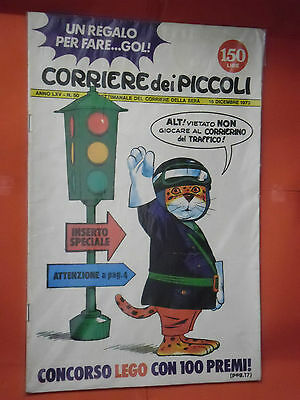 UN REGALO
PER FARE...GOL!
150
LIRE
CORRIERE dei PICCOLI
ANNO LXV - N. 50
SETTIMANALE DEL CORRIERE DELLA SERA
16 DICEMBRE 1973
ALT! VIETATO NON
GIOCARE AL CORRIERINO
del TRAFFICO!
INSERTO
SPECIALE
ATTENZIONE a pag. 4
CONCORSO LEGO CON 100 PREMI!
(pag.17)